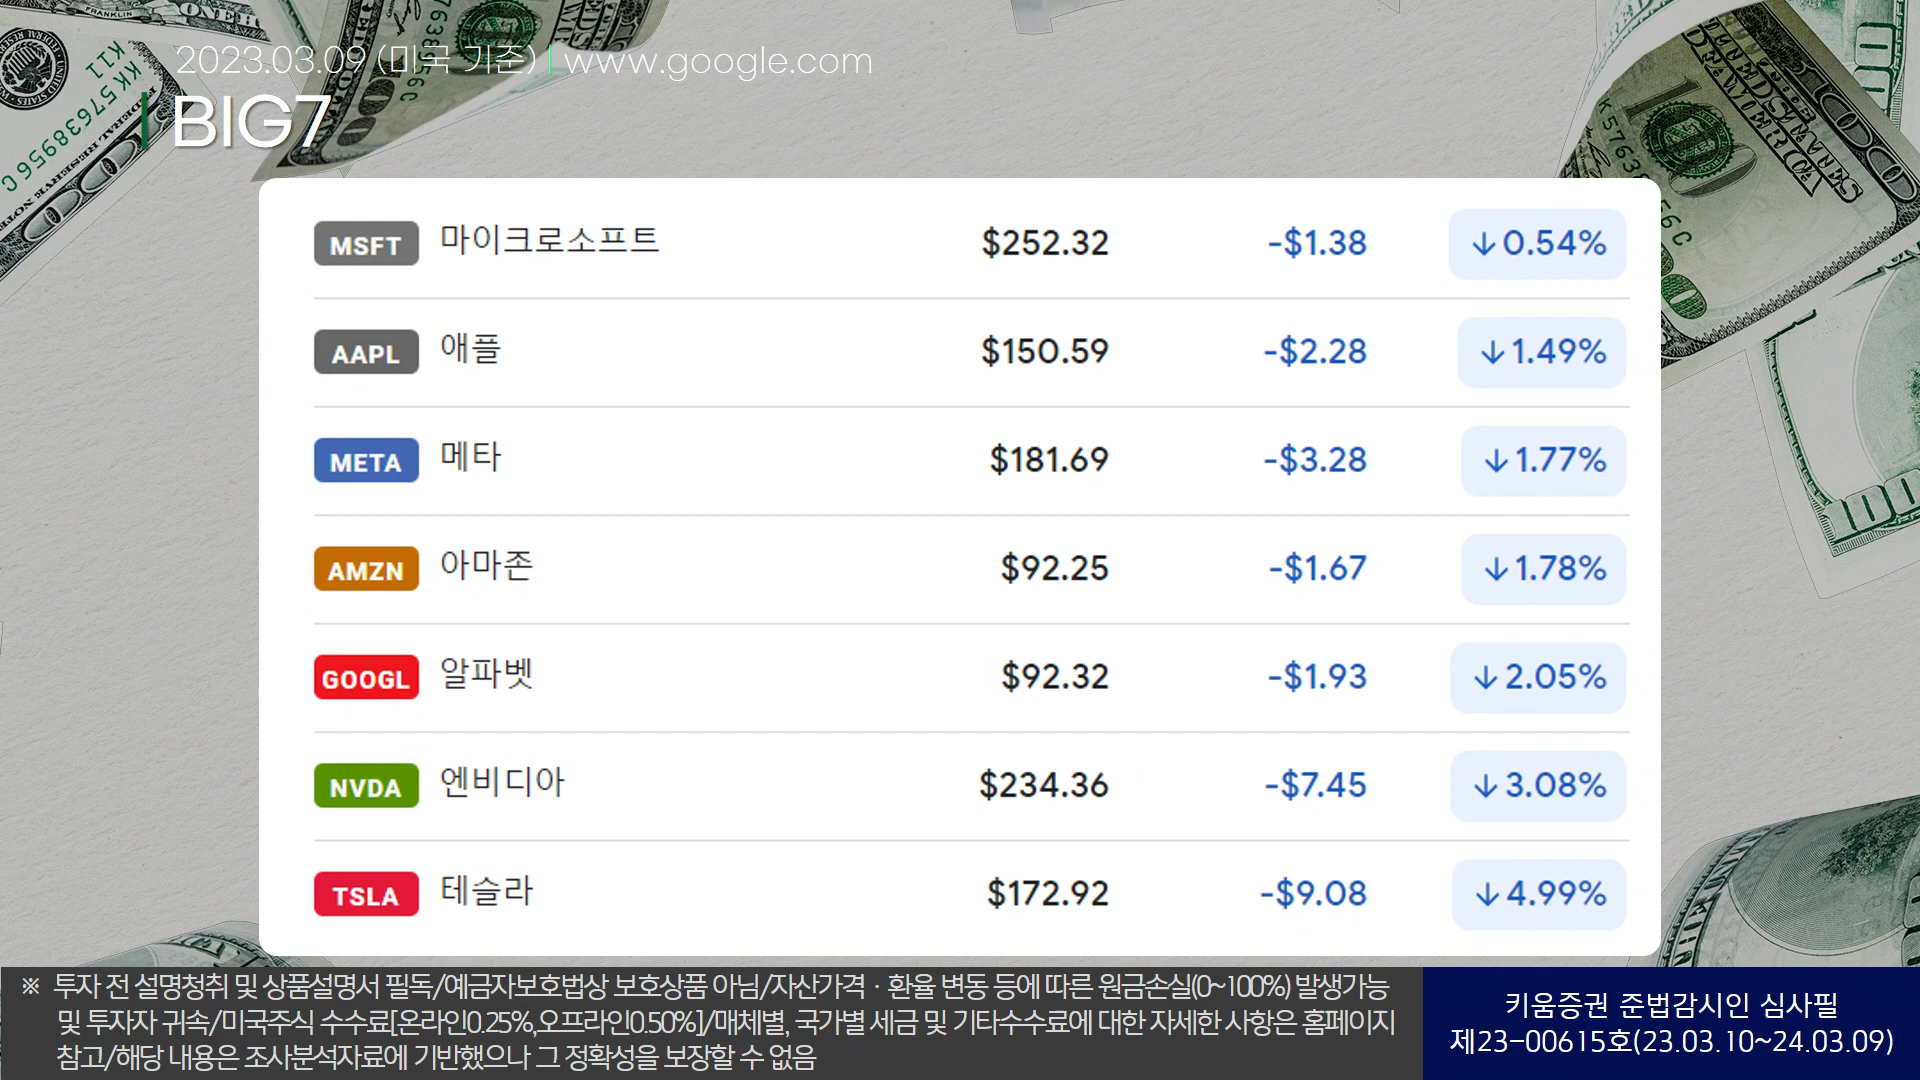 2023.03.09 (미국 기준) | www.google.com
BIG7
MSFT 마이크로소프트 $252.32 -$1.38 ↓0.54%
AAPL 애플 $150.59 -$2.28 ↓1.49%
META 메타 $181.69 -$3.28 ↓1.77%
AMZN 아마존 $92.25 -$1.67 ↓1.78%
GOOGL 알파벳 $92.32 -$1.93 ↓2.05%
NVDA 엔비디아 $234.36 -$7.45 ↓3.08%
TSLA 테슬라 $172.92 -$9.08 ↓4.99%
※ 투자 전 설명청취 및 상품설명서 필독/예금자보호법상 보호상품 아님/자산가격 · 환율 변동 등에 따른 원금손실(0~100%) 발생가능
및 투자자 귀속/미국주식 수수료[온라인0.25%,오프라인0.50%]/매체별, 국가별 세금 및 기타수수료에 대한 자세한 사항은 홈페이지
참고/해당 내용은 조사분석자료에 기반했으나 그 정확성을 보장할 수 없음
키움증권 준법감시인 심사필
제23-00615호(23.03.10~24.03.09)